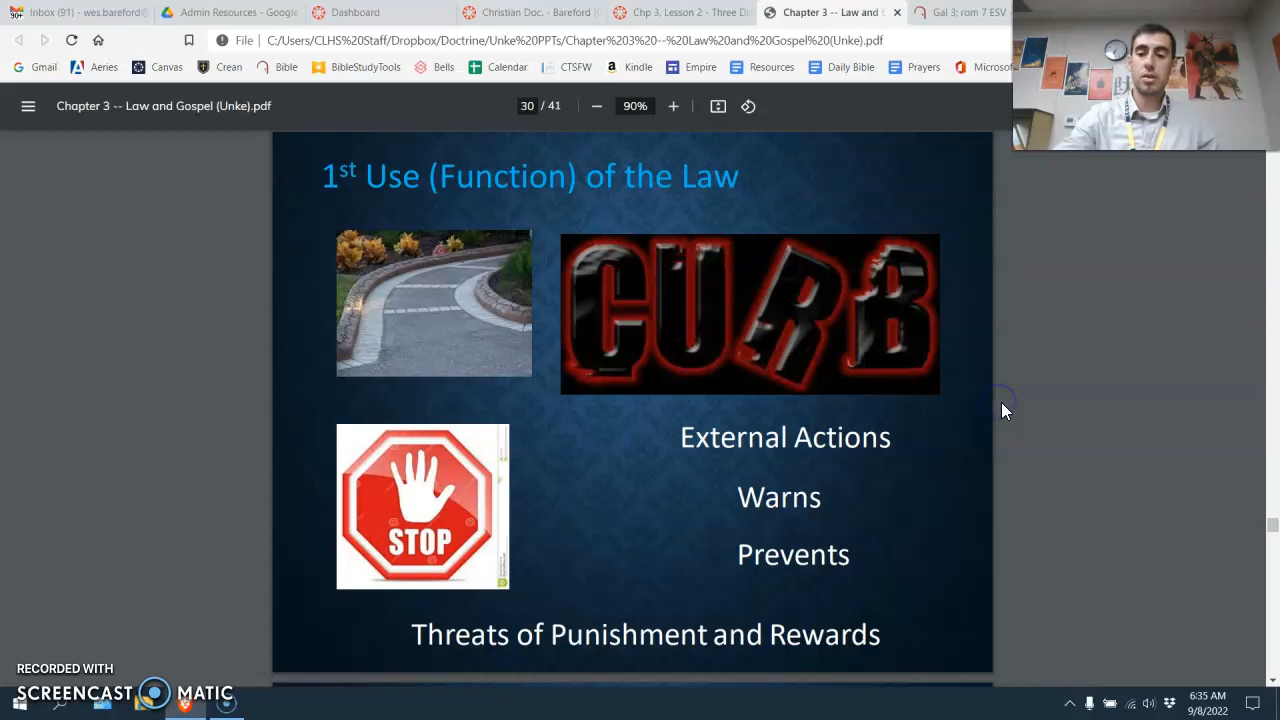 Inbox (91) - wes.bareford@
Admin Resources - Google
Dashboard
Christian Doc. - Bareford (
Chp 3, Lesson 2 - Three Di
Chapter 3 -- Law and G
Gal 3; rom 7 ESV -
File
C:/Users/CLHS%20Staff/Dropbox/Doctrine/Unke%20PPTs/Chapter%203%20--%20Law%20and%20Gospel%20(Unke).pdf
Gmail
Aeries
Canvas
Crean
Bible
BiblestudyTools
Calend
CTSFW
Kindle
Empire
Resources
Daily Bible
Prayers
Microso
Chapter 3 -- Law and Gospel (Unke).pdf
30 / 41
90%
1st Use (Function) of the Law
CURB
STOP
External Actions
Warns
Prevents
Threats of Punishment and Rewards
RECORDED WITH
SCREENCAST MATIC
6:35 AM
9/8/2022